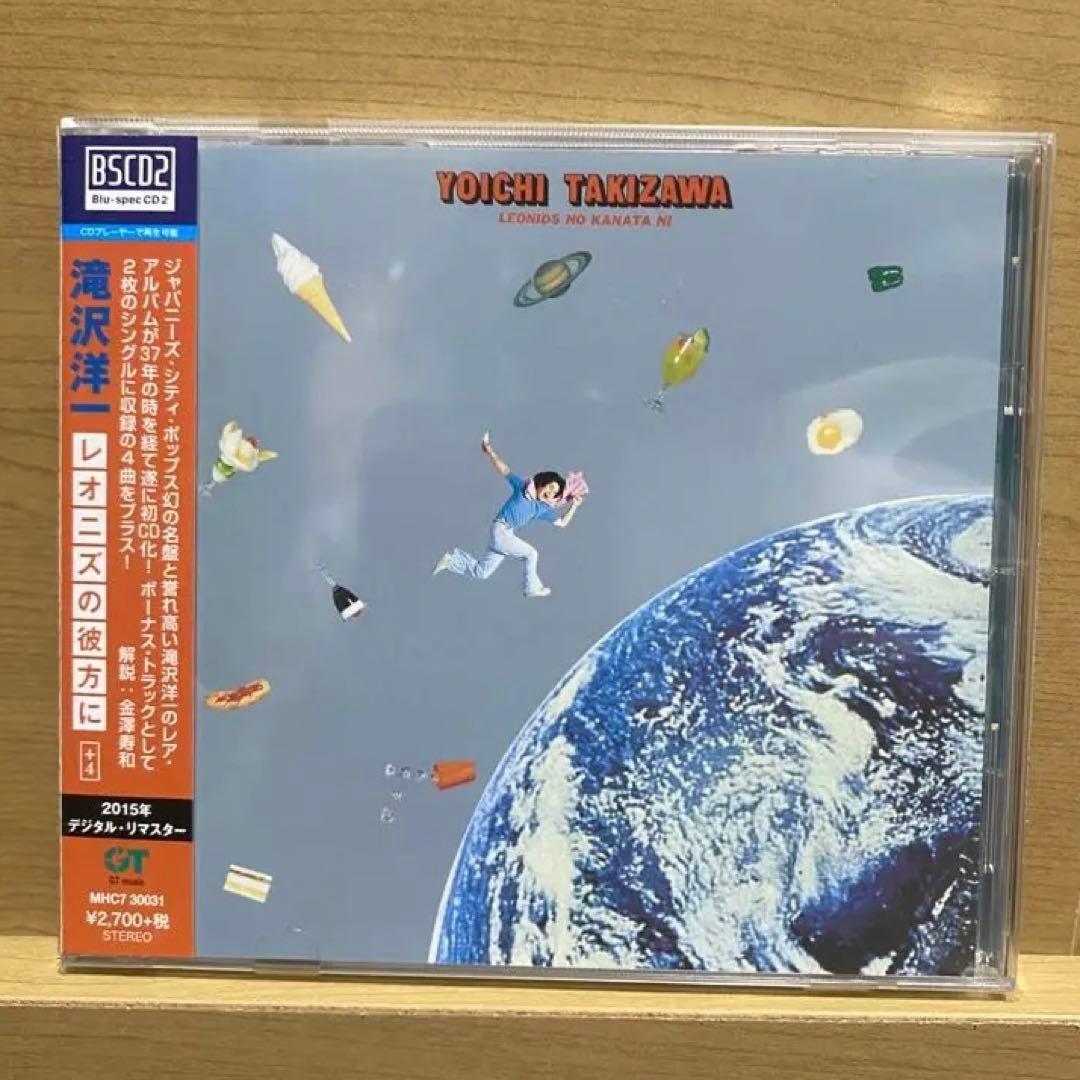 BSCD2
Blu-spec CD2
CDプレーヤーで再生可能
滝沢洋一
レオニズの彼方に
+4
ジャパニーズ・シティ・ポップス幻の名盤と誉れ高い滝沢洋一のレア・
アルバムが37年の時を経て遂に初CD化！ボーナス・トラックとして
2枚のシングルに収録の4曲をプラス！
解説：金澤寿和
2015年
デジタル・リマスター
GT
GT music
MHC7 30031
¥2,700+税
STEREO
YOICHI TAKIZAWA
LEONIDS NO KANATA NI